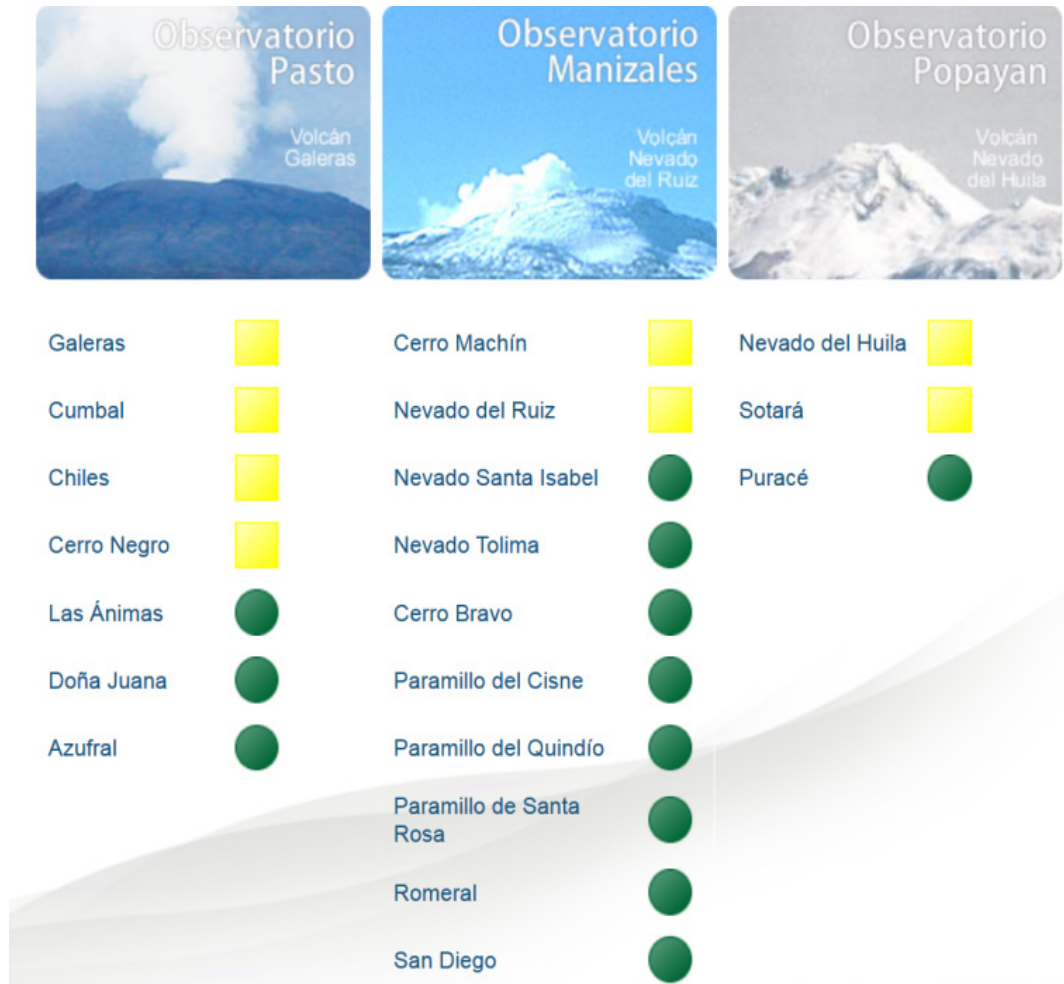 Observatorio
Pasto
Volcán
Galeras
Observatorio
Manizales
Volcán
Nevado
del Ruiz
Observatorio
Popayan
Volcán
Nevado
del Huila
Galeras
Cumbal
Chiles
Cerro Negro
Las Ánimas
Doña Juana
Azufral
Cerro Machín
Nevado del Ruiz
Nevado Santa Isabel
Nevado Tolima
Cerro Bravo
Paramillo del Cisne
Paramillo del Quindío
Paramillo de Santa
Rosa
Romeral
San Diego
Nevado del Huila
Sotará
Puracé